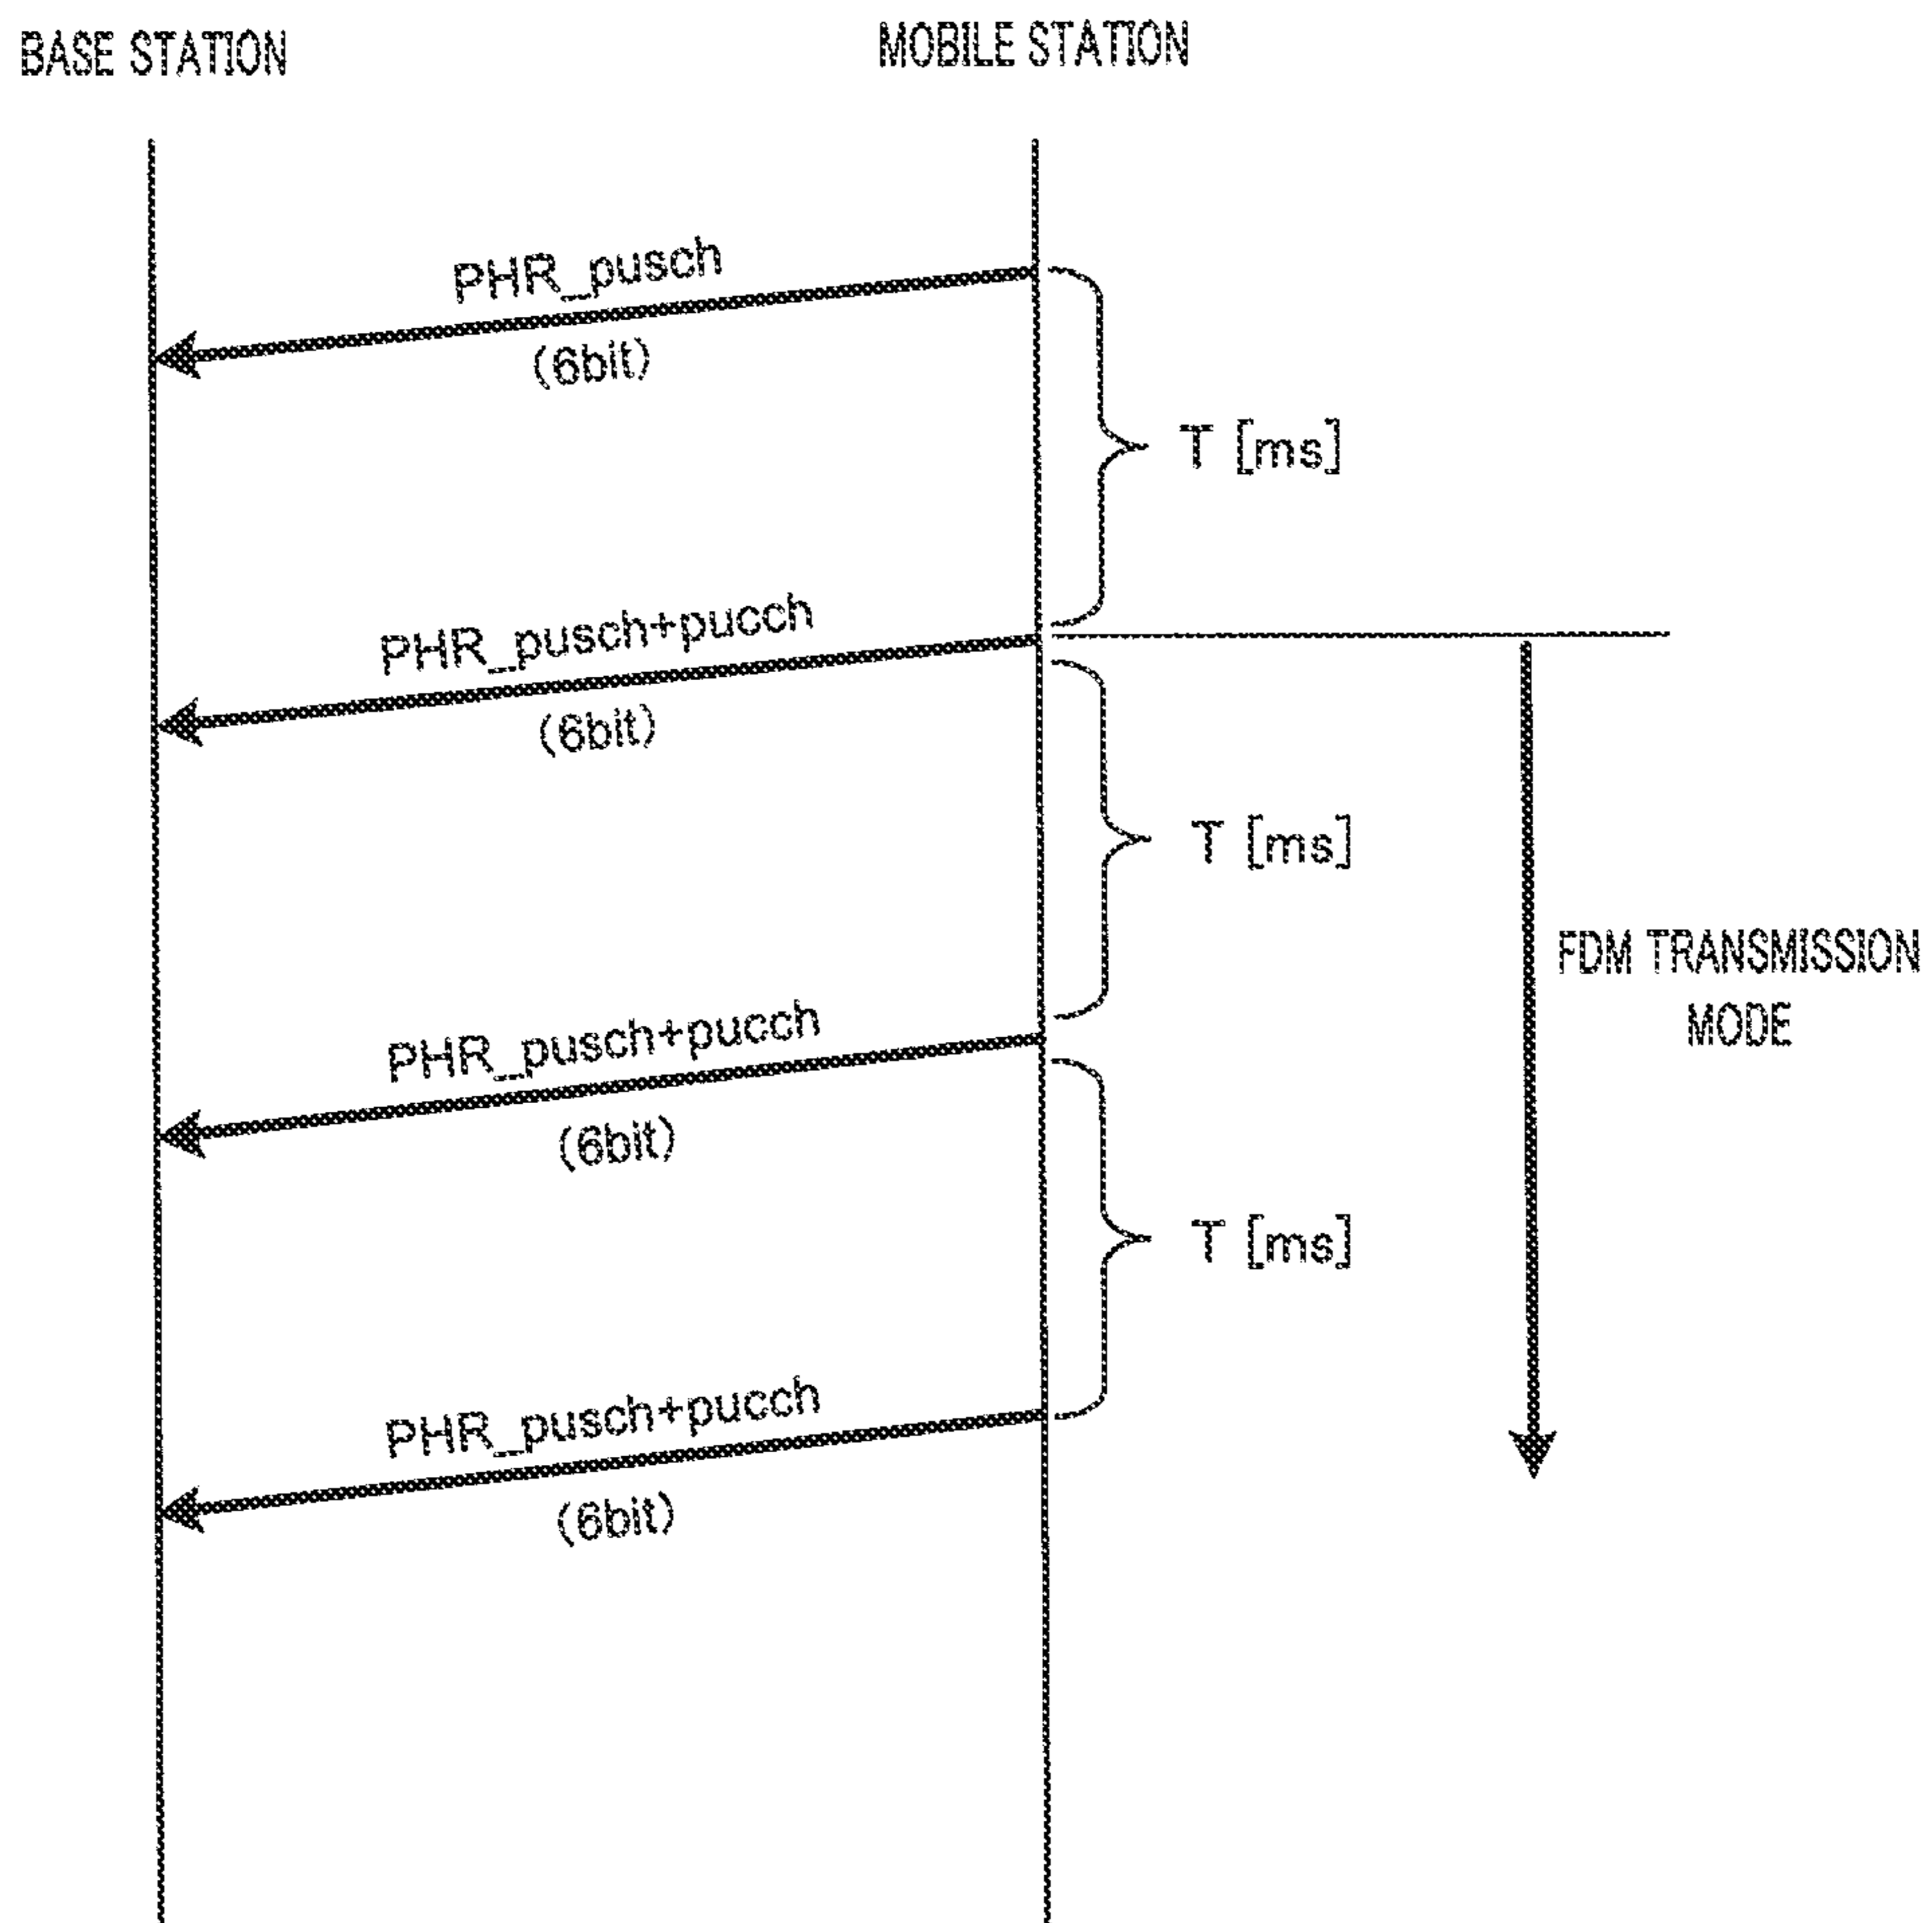 BASE STATION
MOBILE STATION
PHR_pusch
(6bit)
T [ms]
PHR_pusch+pucch
(6bit)
T [ms]
FDM TRANSMISSION
MODE
PHR_pusch+pucch
(6bit)
T [ms]
PHR_pusch+pucch
(6bit)